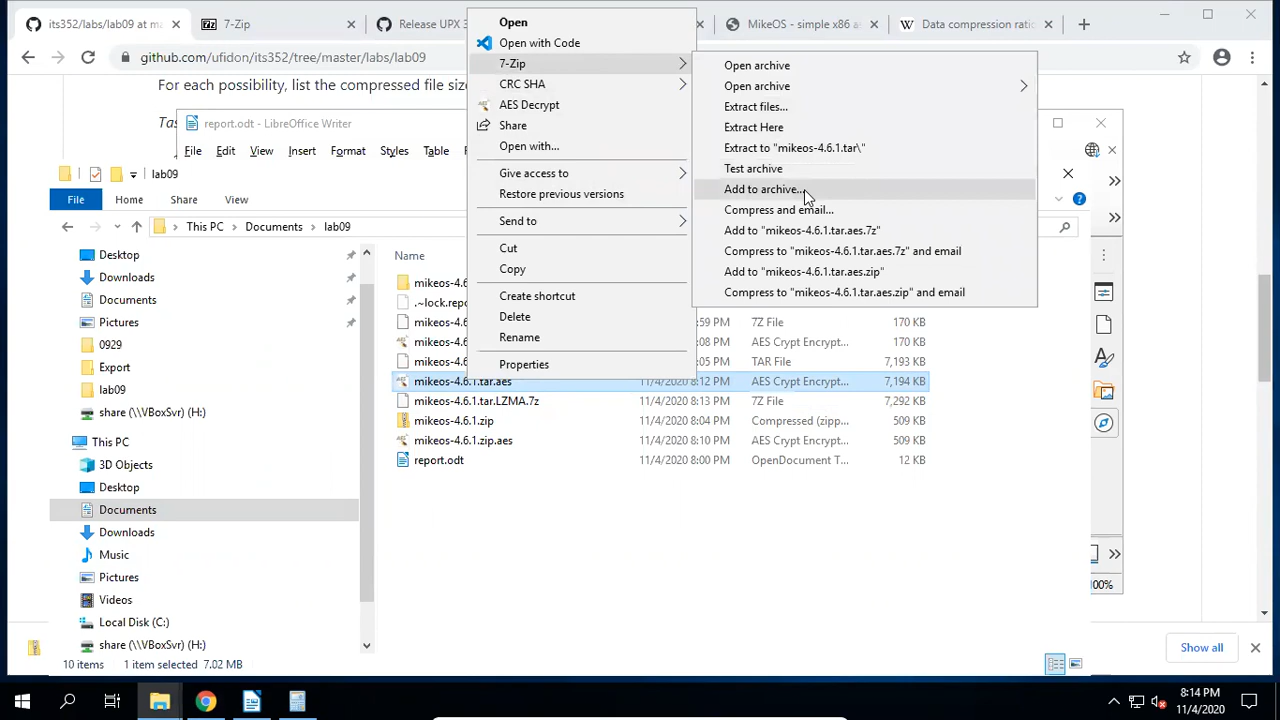 its352/labs/lab09 at ma
7-Zip
Release UPX 3
MikeOS - simple x86 a
Data compression ratio
github.com/ufidon/its352/tree/master/labs/lab09
For each possibility, list the compressed file size
Tas
report.odt - LibreOffice Writer
File Edit View Insert Format Styles Table
lab09
File Home Share View
This PC Documents lab09
Desktop
Downloads
Documents
Pictures
0929
Export
lab09
share (\\VBoxSvr) (H:)
This PC
3D Objects
Desktop
Documents
Downloads
Music
Pictures
Videos
Local Disk (C:)
share (\\VBoxSvr) (H:)
10 items 1 item selected 7.02 MB
Name
mikeos-4.6
.~lock.repo
mikeos-4.6 :59 PM 7Z File 170 KB
mikeos-4.6 :08 PM AES Crypt Encrypt... 170 KB
mikeos-4.6 :05 PM TAR File 7,193 KB
mikeos-4.6.1.tar.aes 11/4/2020 8:12 PM AES Crypt Encrypt... 7,194 KB
mikeos-4.6.1.tar.LZMA.7z 11/4/2020 8:13 PM 7Z File 7,292 KB
mikeos-4.6.1.zip 11/4/2020 8:04 PM Compressed (zipp... 509 KB
mikeos-4.6.1.zip.aes 11/4/2020 8:10 PM AES Crypt Encrypt... 509 KB
report.odt 11/4/2020 8:00 PM OpenDocument T... 12 KB
Open
Open with Code
7-Zip
CRC SHA
AES Decrypt
Share
Open with...
Give access to
Restore previous versions
Send to
Cut
Copy
Create shortcut
Delete
Rename
Properties
Open archive
Open archive
Extract files...
Extract Here
Extract to "mikeos-4.6.1.tar\"
Test archive
Add to archive...
Compress and email...
Add to "mikeos-4.6.1.tar.aes.7z"
Compress to "mikeos-4.6.1.tar.aes.7z" and email
Add to "mikeos-4.6.1.tar.aes.zip"
Compress to "mikeos-4.6.1.tar.aes.zip" and email
100%
Show all
8:14 PM
11/4/2020